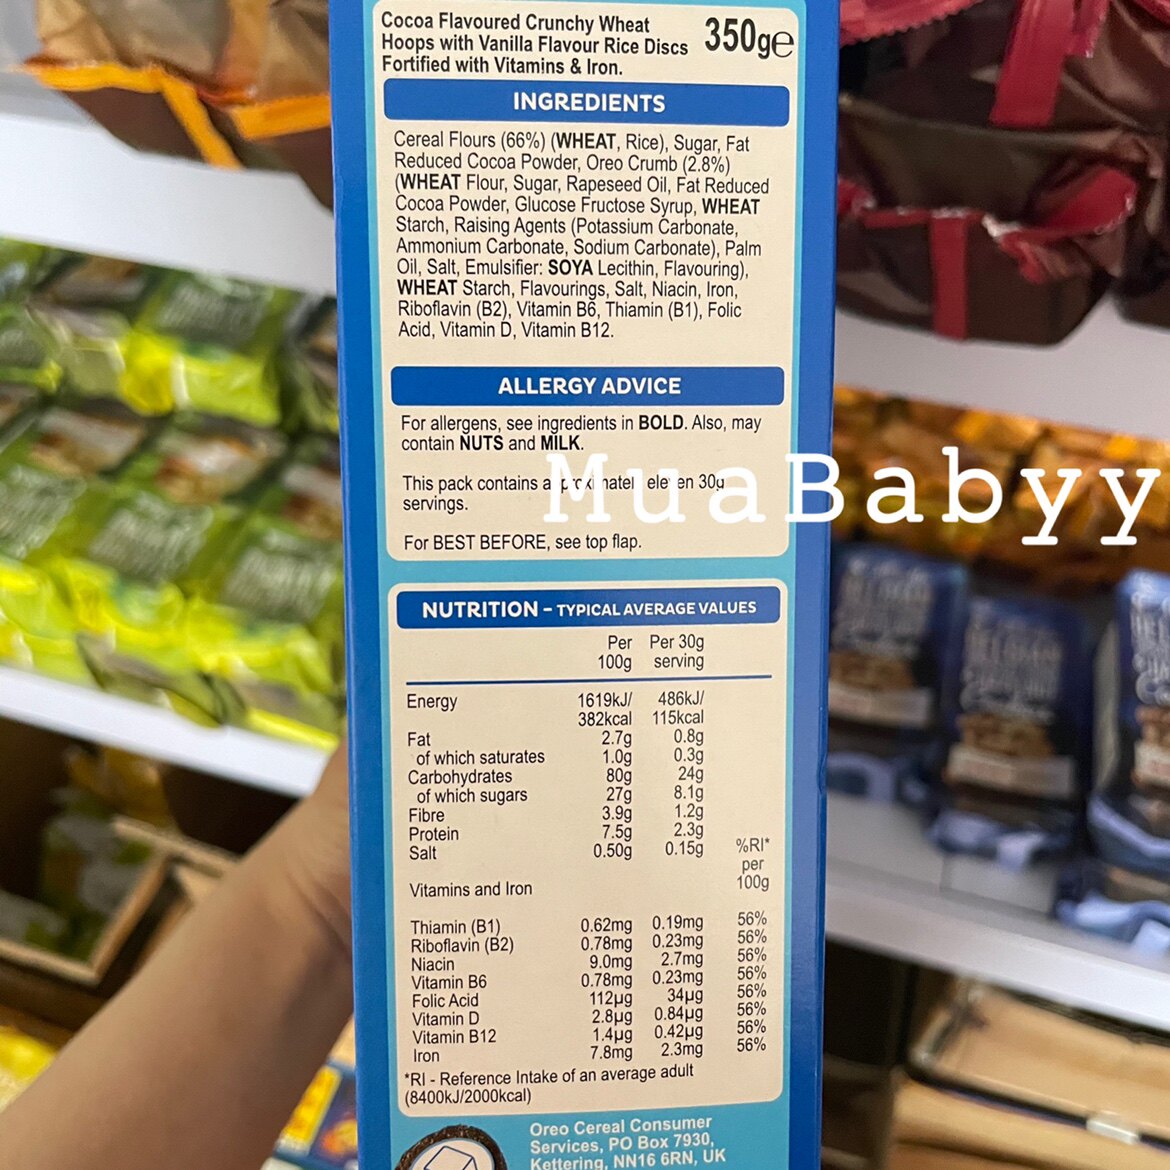 Cocoa Flavoured Crunchy Wheat
Hoops with Vanilla Flavour Rice Discs
Fortified with Vitamins & Iron.
350g℮
INGREDIENTS
Cereal Flours (66%) (WHEAT, Rice), Sugar, Fat
Reduced Cocoa Powder, Oreo Crumb (2.8%)
(WHEAT Flour, Sugar, Rapeseed Oil, Fat Reduced
Cocoa Powder, Glucose Fructose Syrup, WHEAT
Starch, Raising Agents (Potassium Carbonate,
Ammonium Carbonate, Sodium Carbonate), Palm
Oil, Salt, Emulsifier: SOYA Lecithin, Flavouring),
WHEAT Starch, Flavourings, Salt, Niacin, Iron,
Riboflavin (B2), Vitamin B6, Thiamin (B1), Folic
Acid, Vitamin D, Vitamin B12.
ALLERGY ADVICE
For allergens, see ingredients in BOLD. Also, may
contain NUTS and MILK.
MuaBabyy
This pack contains approximately eleven 30g
servings.
For BEST BEFORE, see top flap.
NUTRITION – TYPICAL AVERAGE VALUES
Per 100g Per 30g serving
Energy 1619kJ/ 486kJ/
382kcal 115kcal
Fat 2.7g 0.8g
of which saturates 1.0g 0.3g
Carbohydrates 80g 24g
of which sugars 27g 8.1g
Fibre 3.9g 1.2g
Protein 7.5g 2.3g
Salt 0.50g 0.15g
%RI* per 100g
Vitamins and Iron
Thiamin (B1) 0.62mg 0.19mg 56%
Riboflavin (B2) 0.78mg 0.23mg 56%
Niacin 9.0mg 2.7mg 56%
Vitamin B6 0.78mg 0.23mg 56%
Folic Acid 112µg 34µg 56%
Vitamin D 2.8µg 0.84µg 56%
Vitamin B12 1.4µg 0.42µg 56%
Iron 7.8mg 2.3mg 56%
*RI - Reference Intake of an average adult
(8400kJ/2000kcal)
Oreo Cereal Consumer
Services, PO Box 7930,
Kettering, NN16 6RN, UK